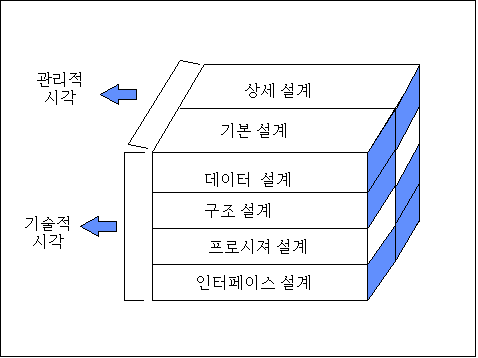 관리적
시각
상세 설계
기본 설계
데이터 설계
구조 설계
기술적
시각
프로시져 설계
인터페이스 설계